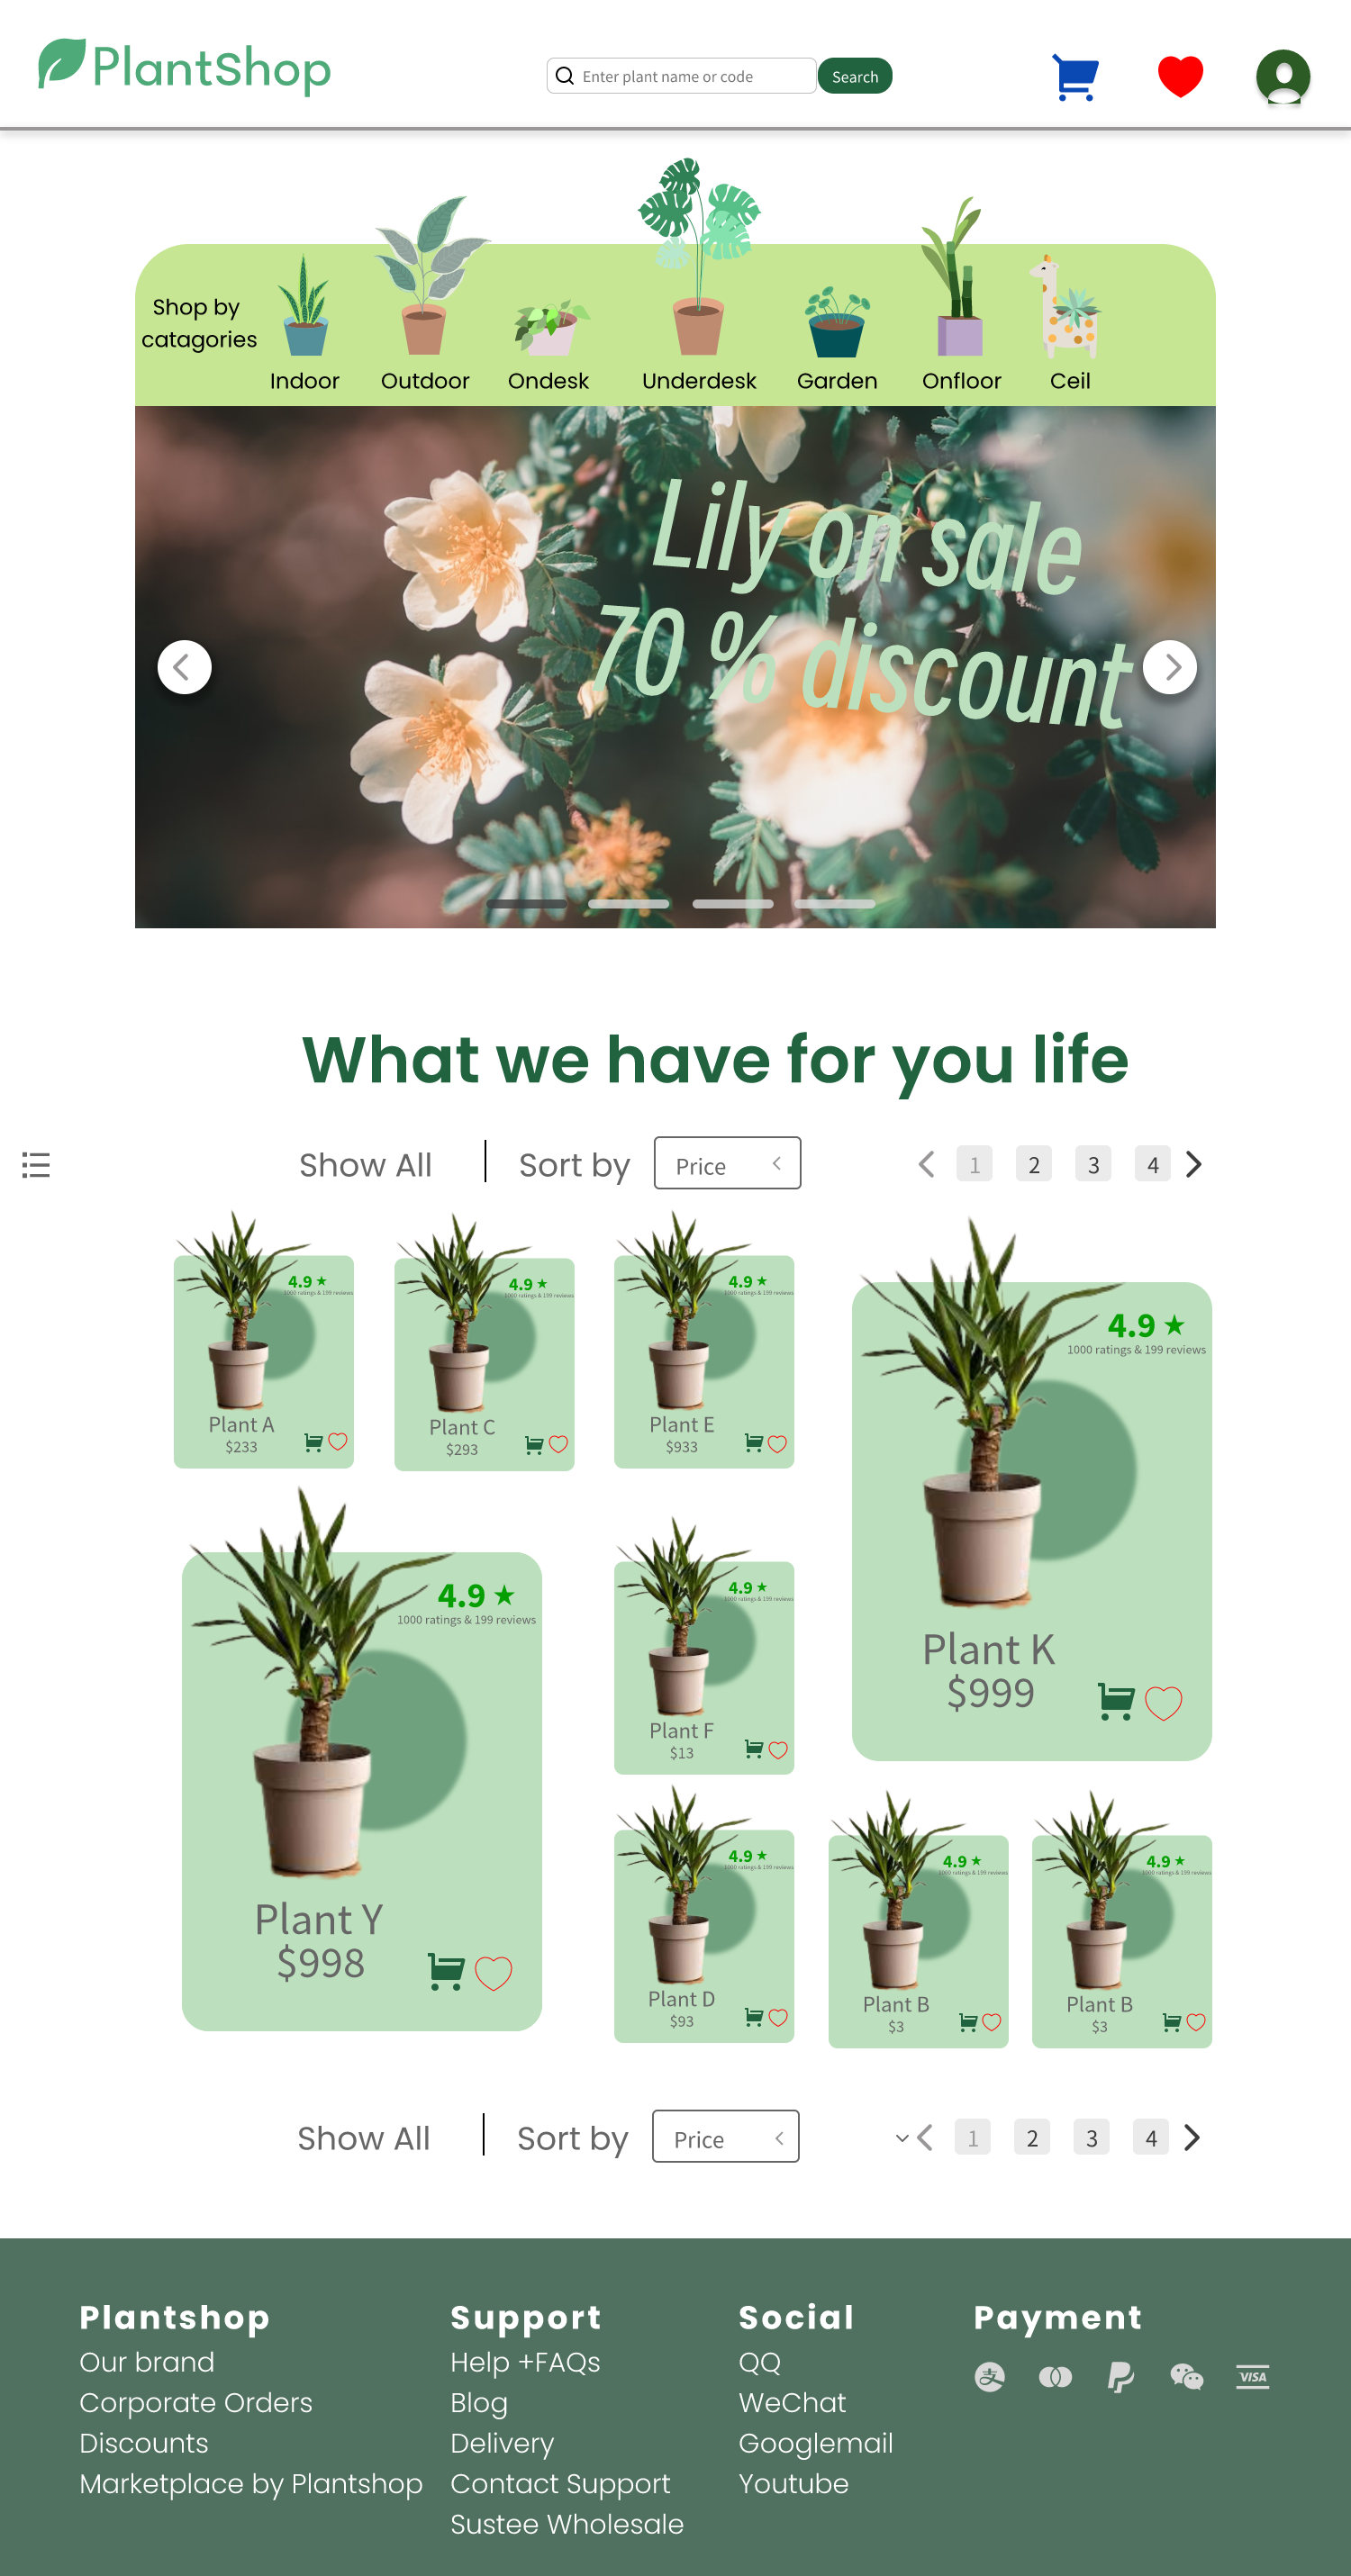 PlantShop
Enter plant name or code
Search
Shop by
catagories
Indoor
Outdoor
Ondesk
Underdesk
Garden
Onfloor
Ceil
Lily on sale
70 % discount
What we have for you life
Show All
Sort by
Price
1 2 3 4
4.9
1000 ratings & 199 reviews
Plant A
$233
4.9
1000 ratings & 199 reviews
Plant C
$293
4.9
1000 ratings & 199 reviews
Plant E
$933
4.9
1000 ratings & 199 reviews
Plant K
$999
4.9
1000 ratings & 199 reviews
Plant Y
$998
4.9
1000 ratings & 199 reviews
Plant F
$13
4.9
1000 ratings & 199 reviews
Plant D
$93
4.9
1000 ratings & 199 reviews
Plant B
$3
4.9
1000 ratings & 199 reviews
Plant B
$3
Show All
Sort by
Price
1 2 3 4
Plantshop
Our brand
Corporate Orders
Discounts
Marketplace by Plantshop
Support
Help +FAQs
Blog
Delivery
Contact Support
Sustee Wholesale
Social
QQ
WeChat
Googlemail
Youtube
Payment
支
VISA